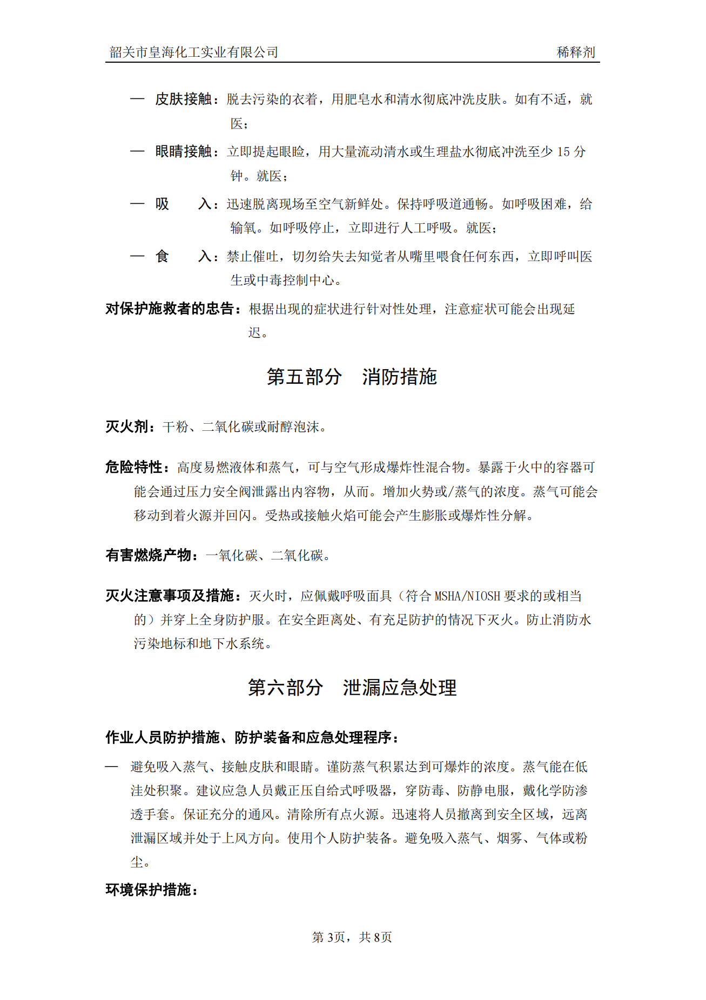 韶关市皇海化工实业有限公司 稀释剂
— 皮肤接触：脱去污染的衣着，用肥皂水和清水彻底冲洗皮肤。如有不适，就
医；
— 眼睛接触：立即提起眼睑，用大量流动清水或生理盐水彻底冲洗至少 15 分
钟。就医；
— 吸 入：迅速脱离现场至空气新鲜处。保持呼吸道通畅。如呼吸困难，给
输氧。如呼吸停止，立即进行人工呼吸。就医；
— 食 入：禁止催吐，切勿给失去知觉者从嘴里喂食任何东西，立即呼叫医
生或中毒控制中心。
对保护施救者的忠告：根据出现的症状进行针对性处理，注意症状可能会出现延
迟。
第五部分 消防措施
灭火剂：干粉、二氧化碳或耐醇泡沫。
危险特性：高度易燃液体和蒸气，可与空气形成爆炸性混合物。暴露于火中的容器可
能会通过压力安全阀泄露出内容物，从而。增加火势或/蒸气的浓度。蒸气可能会
移动到着火源并回闪。受热或接触火焰可能会产生膨胀或爆炸性分解。
有害燃烧产物：一氧化碳、二氧化碳。
灭火注意事项及措施：灭火时，应佩戴呼吸面具（符合 MSHA/NIOSH 要求的或相当
的）并穿上全身防护服。在安全距离处、有充足防护的情况下灭火。防止消防水
污染地标和地下水系统。
第六部分 泄漏应急处理
作业人员防护措施、防护装备和应急处理程序：
— 避免吸入蒸气、接触皮肤和眼睛。谨防蒸气积累达到可爆炸的浓度。蒸气能在低
洼处积聚。建议应急人员戴正压自给式呼吸器，穿防毒、防静电服，戴化学防渗
透手套。保证充分的通风。清除所有点火源。迅速将人员撤离到安全区域，远离
泄漏区域并处于上风方向。使用个人防护装备。避免吸入蒸气、烟雾、气体或粉
尘。
环境保护措施：
第 3页，共 8页